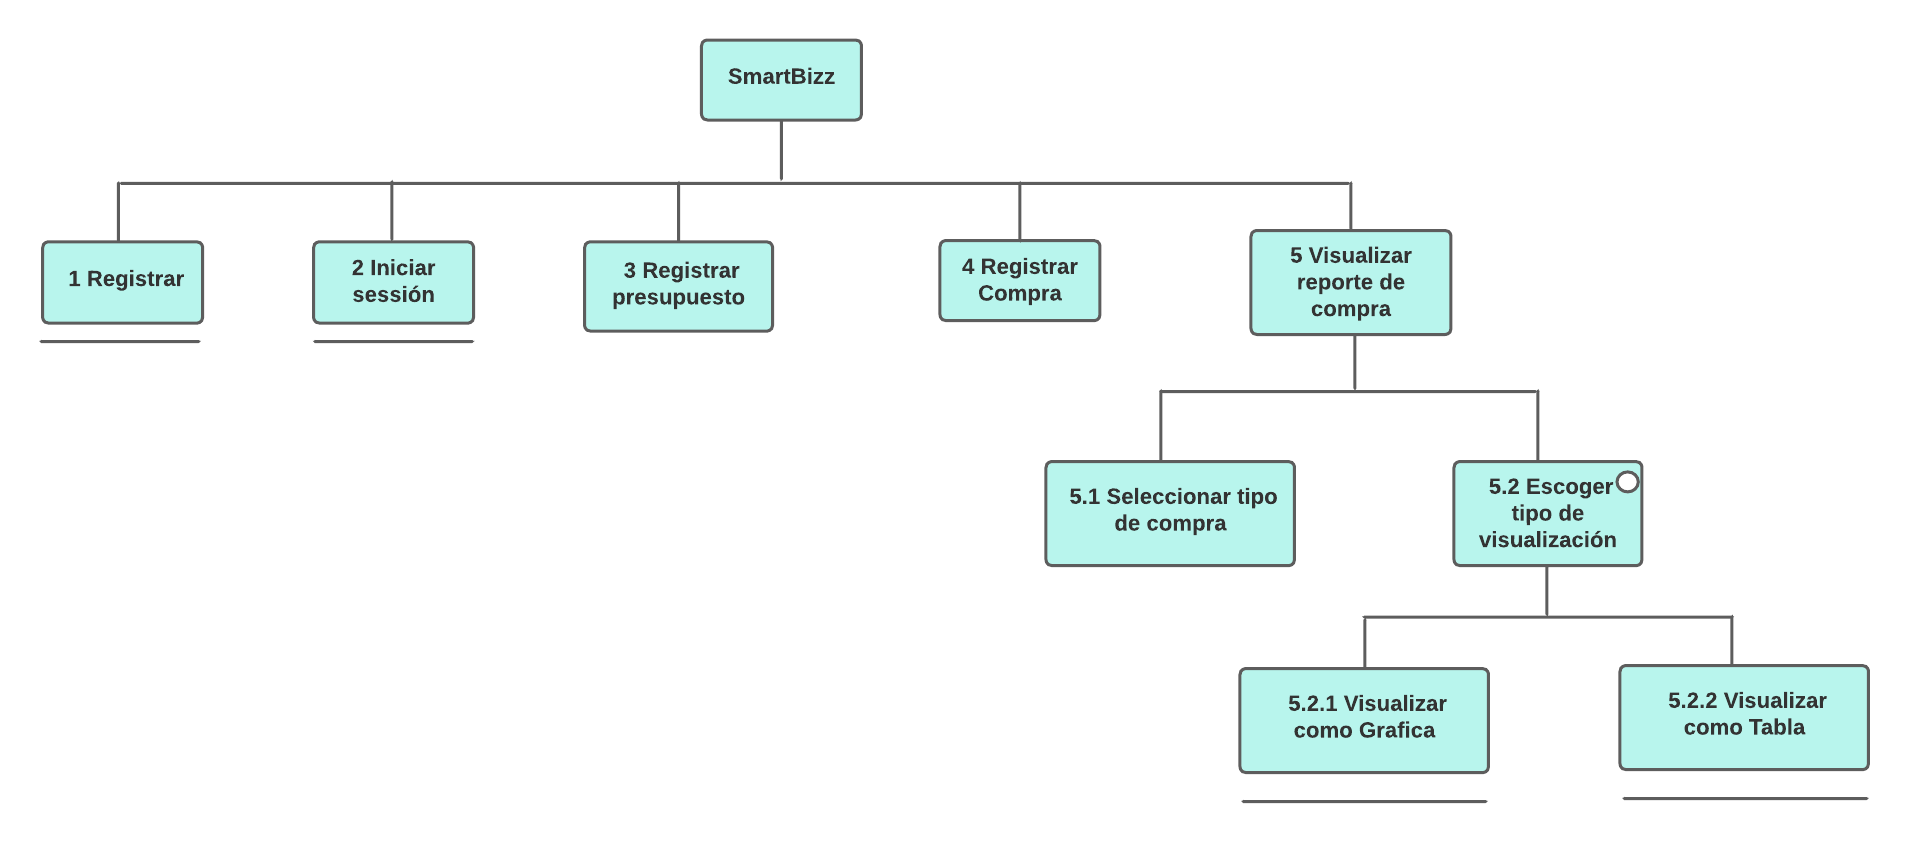 SmartBizz
1 Registrar
2 Iniciar
sessión
3 Registrar
presupuesto
4 Registrar
Compra
5 Visualizar
reporte de
compra
5.1 Seleccionar tipo
de compra
5.2 Escoger
tipo de
visualización
5.2.1 Visualizar
como Grafica
5.2.2 Visualizar
como Tabla